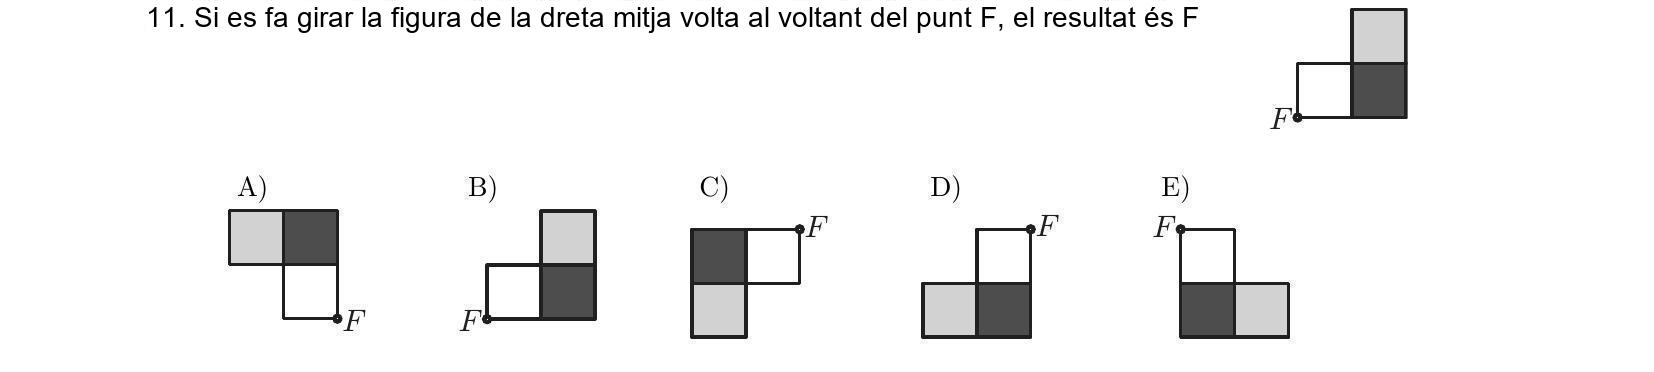 11. Si es fa girar la figura de la dreta mitja volta al voltant del punt F, el resultat és F
F
A) B) C) D) E)
F F F
F F